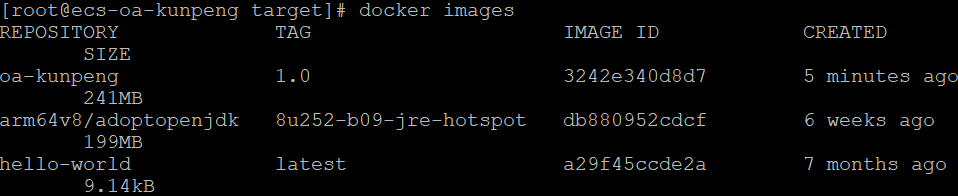 [root@ecs-oa-kunpeng target]# docker images
REPOSITORY TAG IMAGE ID CREATED
SIZE
oa-kunpeng 1.0 3242e340d8d7 5 minutes ago
241MB
arm64v8/adoptopenjdk 8u252-b09-jre-hotspot db880952cdcf 6 weeks ago
199MB
hello-world latest a29f45ccde2a 7 months ago
9.14kB